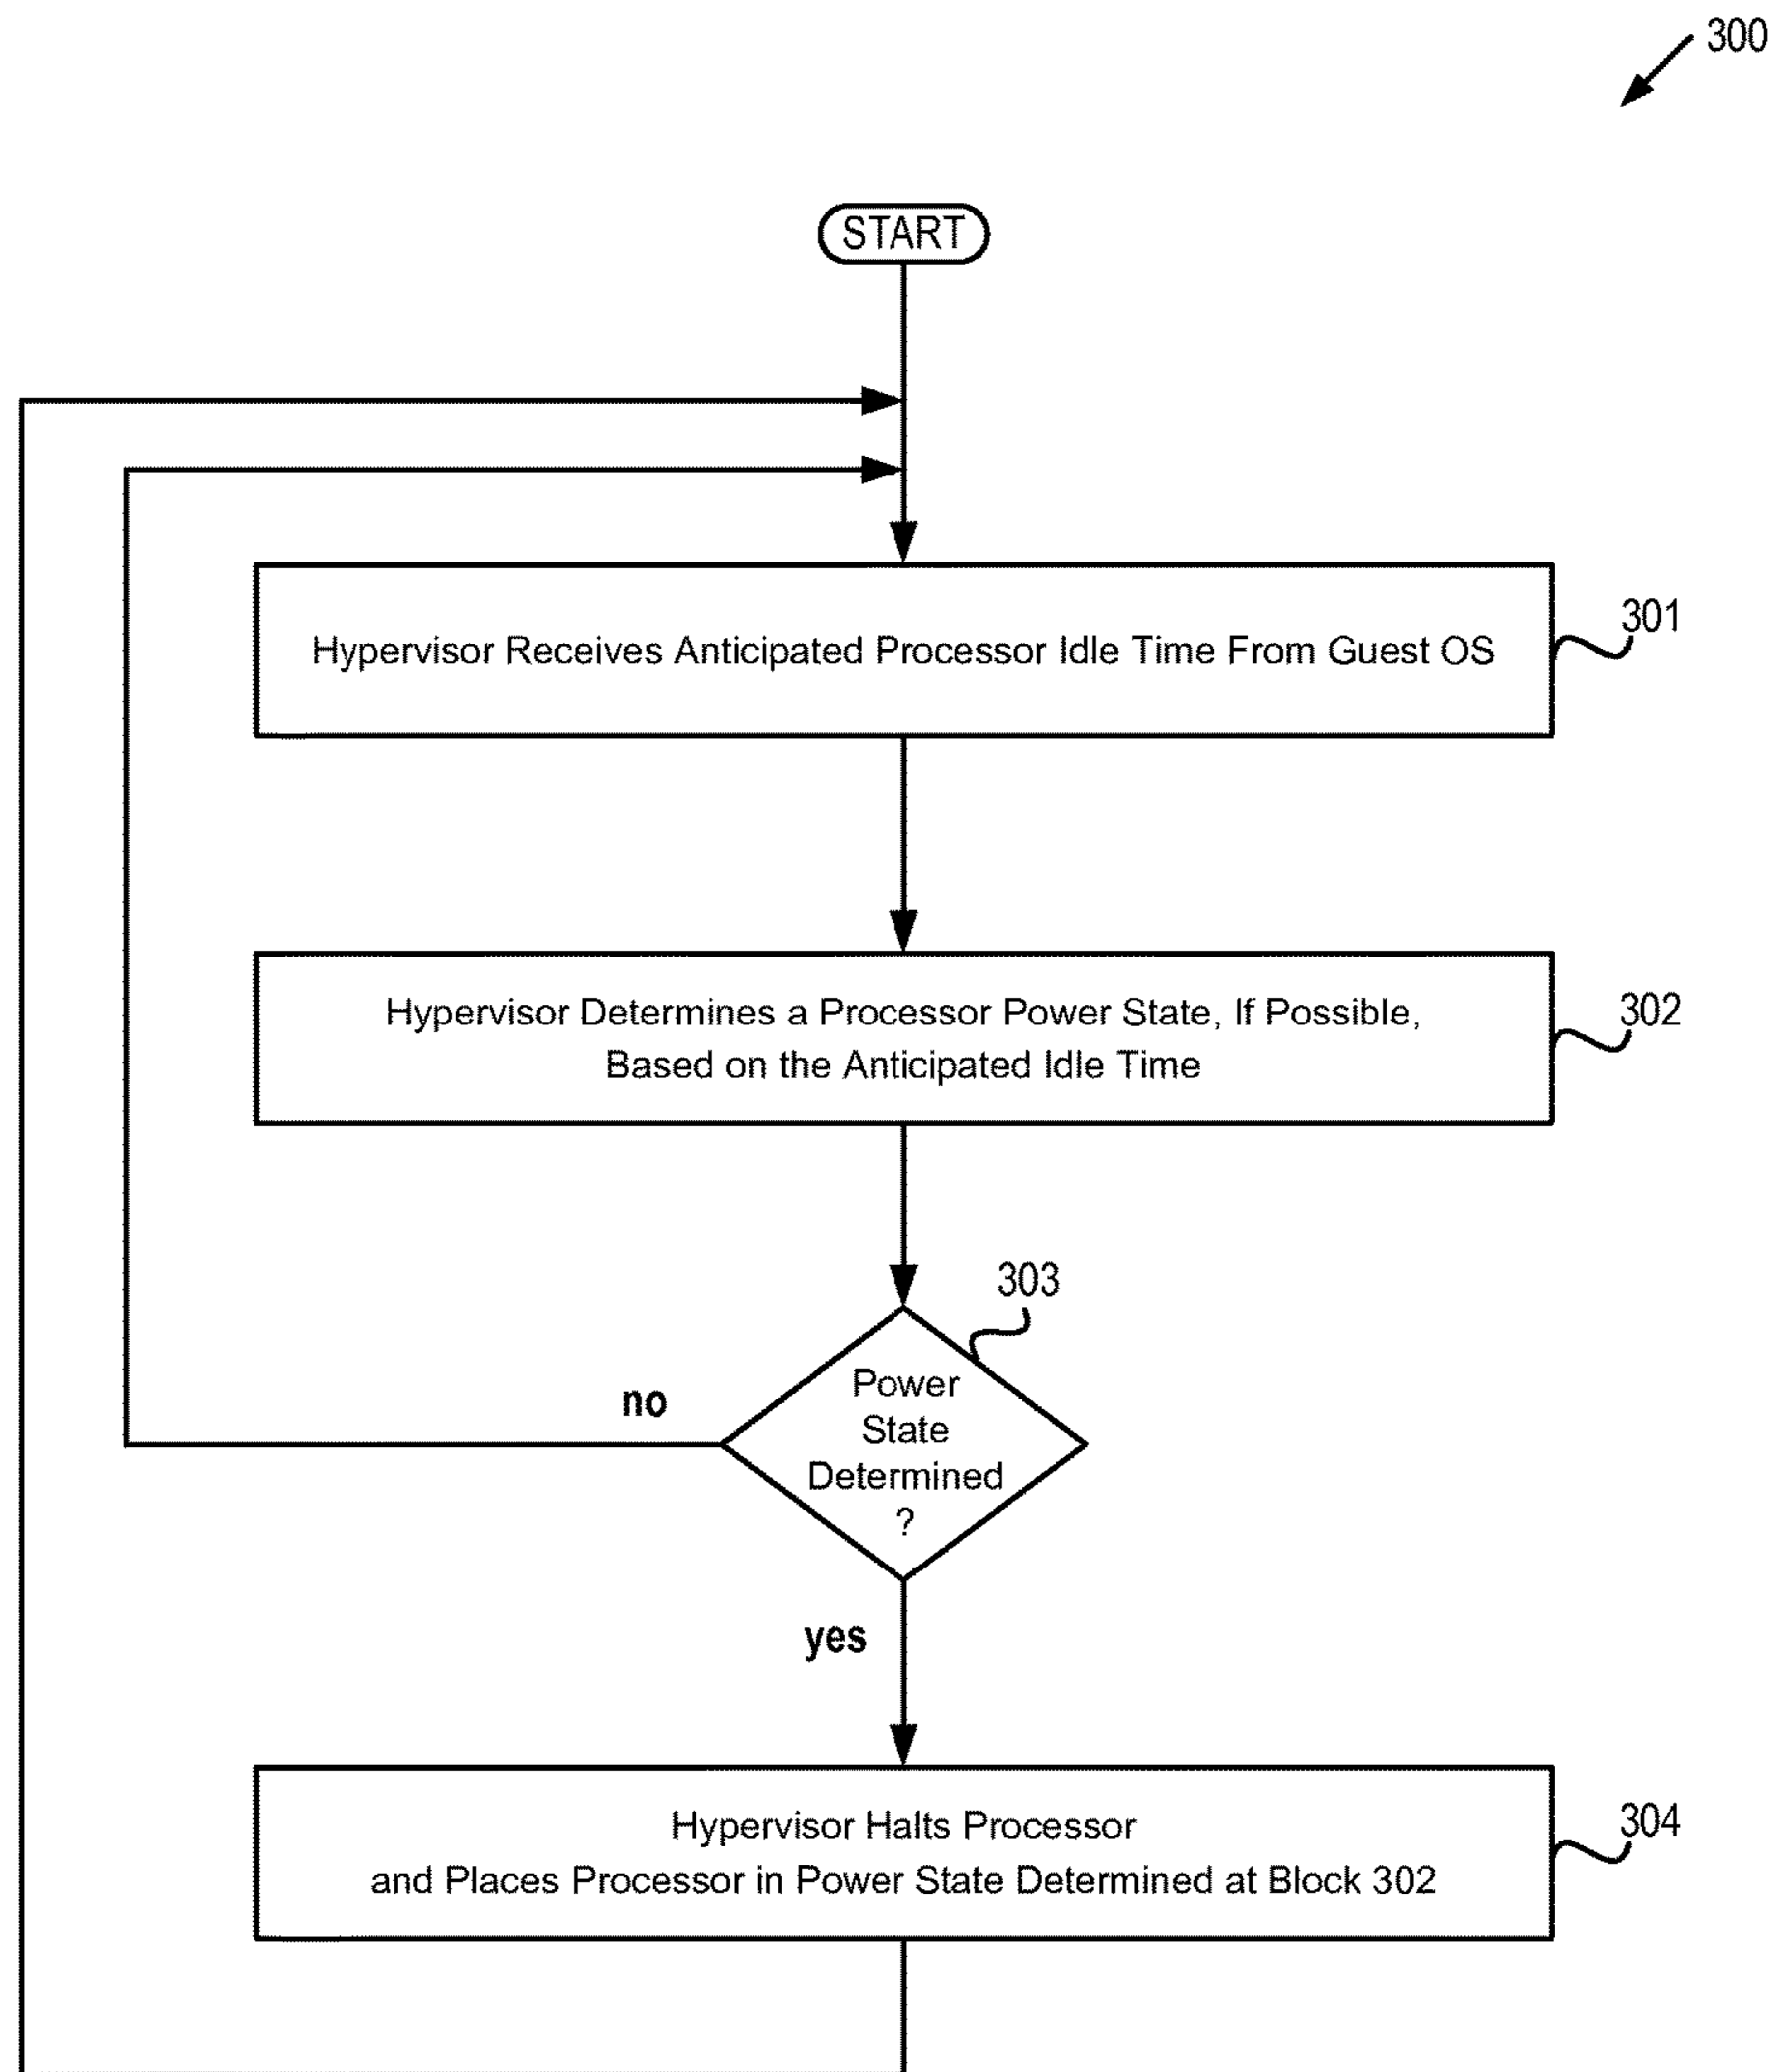 300
START
Hypervisor Receives Anticipated Processor Idle Time From Guest OS
301
Hypervisor Determines a Processor Power State, If Possible,
Based on the Anticipated Idle Time
302
303
Power
State
Determined
?
no
yes
Hypervisor Halts Processor
and Places Processor in Power State Determined at Block 302
304